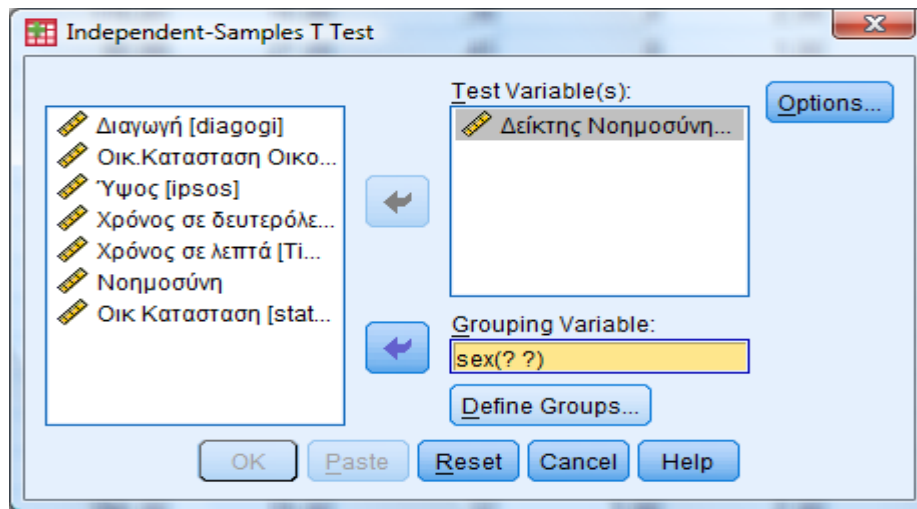 Independent-Samples T Test
Διαγωγή [diagogi]
Οικ.Κατασταση Οικο...
Ύψος [ipsos]
Χρόνος σε δευτερόλε...
Χρόνος σε λεπτά [Ti...
Νοημοσύνη
Οικ Κατασταση [stat...
Test Variable(s):
Δείκτης Νοημοσύνη...
Grouping Variable:
sex(? ?)
Define Groups...
Options...
OK Paste Reset Cancel Help